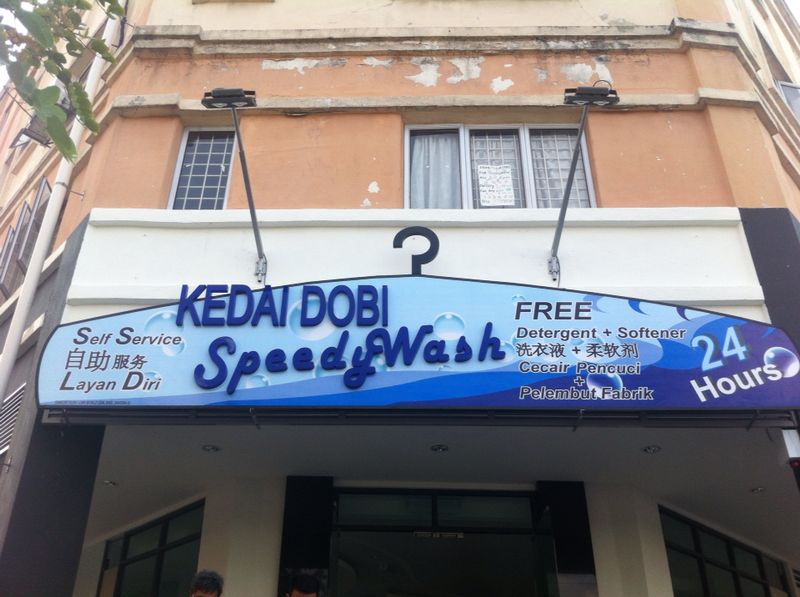 KEDAI DOBI
SpeedyWash
Self Service
自助服务
Layan Diri
FREE
Detergent + Softener
洗衣液 + 柔软剂
Cecair Pencuci
+
Pelembut Fabrik
24
Hours